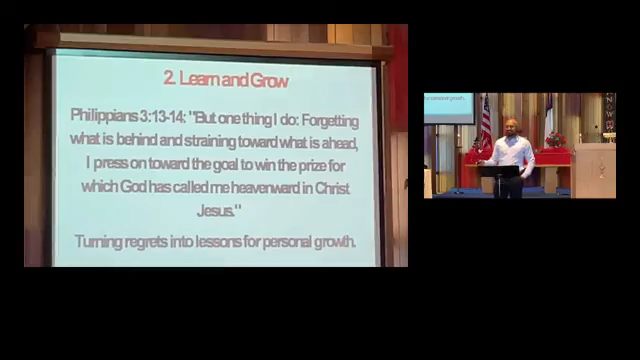 2. Learn and Grow
Philippians 3:13-14: "But one thing I do: Forgetting
what is behind and straining toward what is ahead,
I press on toward the goal to win the prize for
which God has called me heavenward in Christ
Jesus."
Turning regrets into lessons for personal growth.